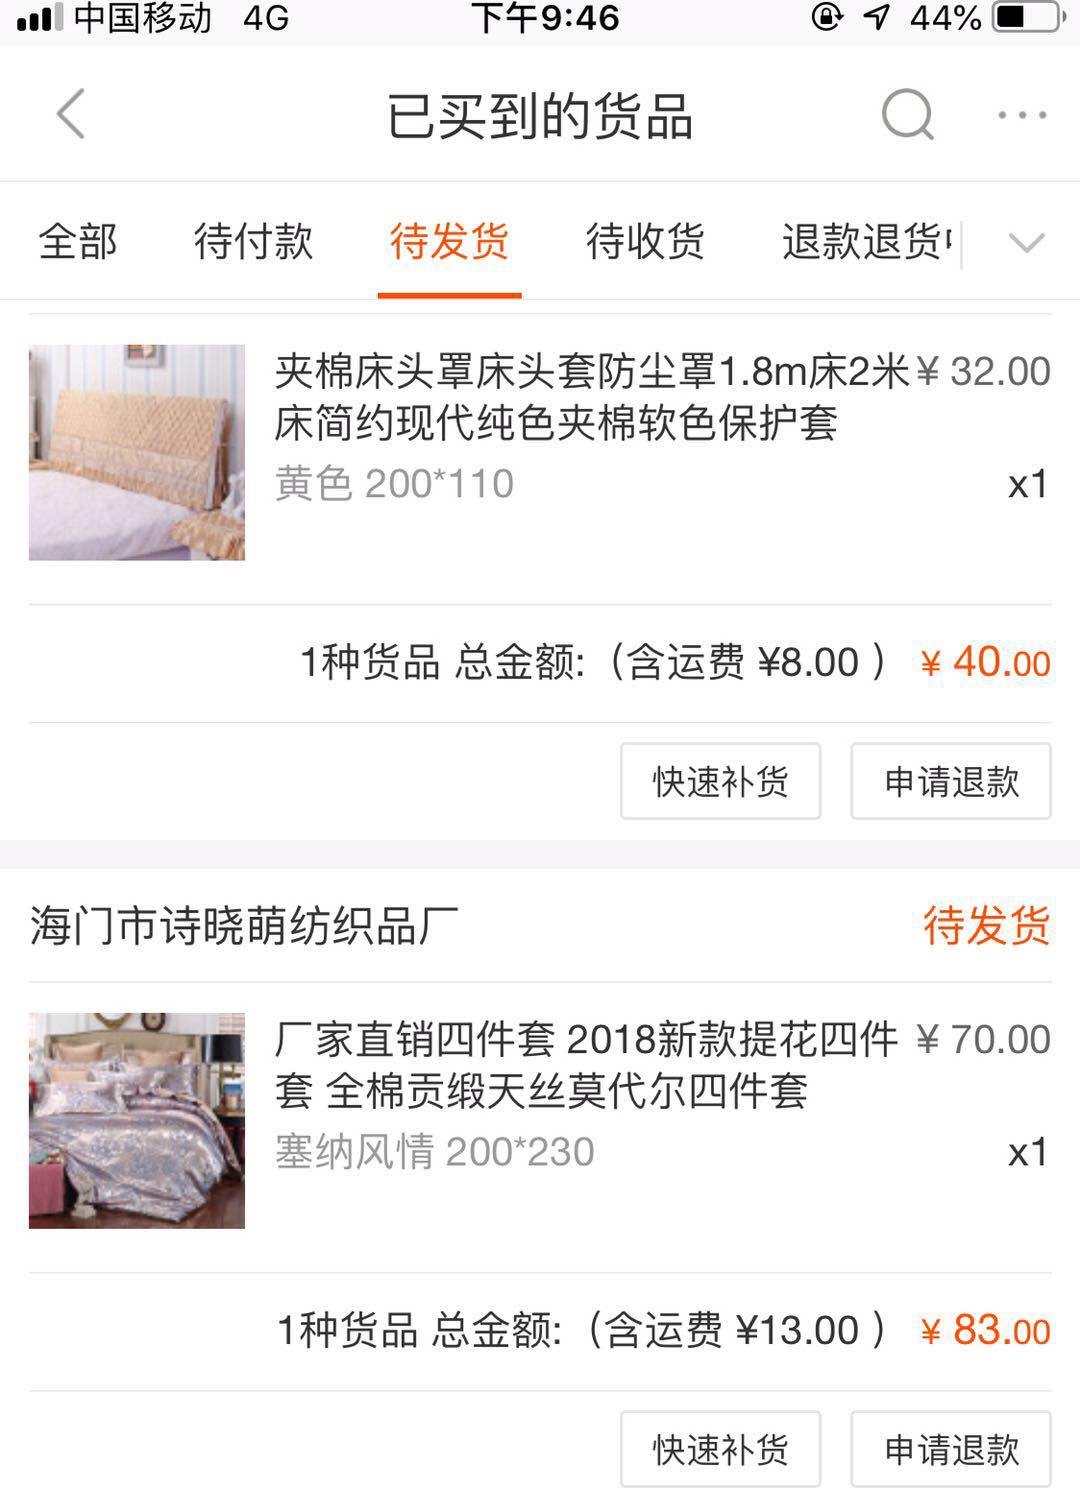 中国移动 4G 下午9:46 44%
已买到的货品
全部 待付款 待发货 待收货 退款退货
夹棉床头罩床头套防尘罩1.8m床2米 ¥ 32.00
床简约现代纯色夹棉软色保护套
黄色 200*110 x1
1种货品 总金额:（含运费 ¥8.00 ） ¥ 40.00
快速补货 申请退款
海门市诗晓萌纺织品厂 待发货
厂家直销四件套 2018新款提花四件 ¥ 70.00
套 全棉贡缎天丝莫代尔四件套
塞纳风情 200*230 x1
1种货品 总金额:（含运费 ¥13.00 ） ¥ 83.00
快速补货 申请退款